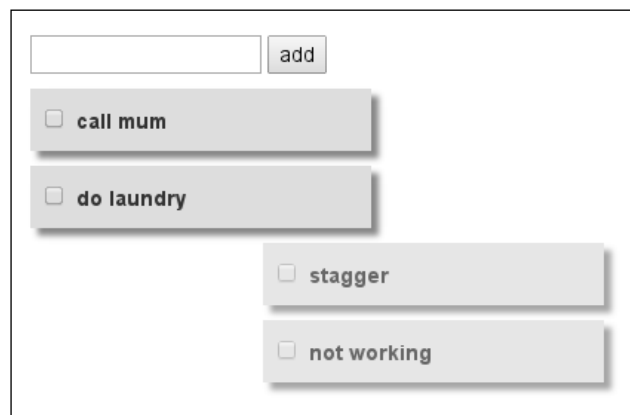 add
call mum
do laundry
stagger
not working